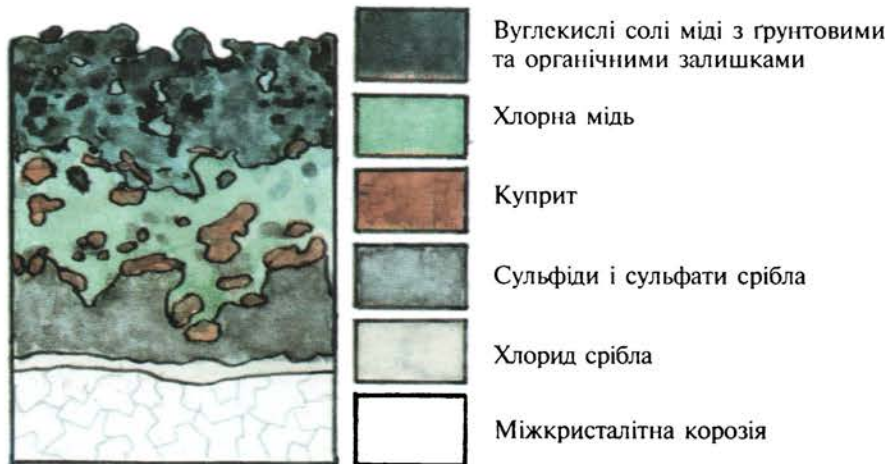 Вуглекислі солі міді з ґрунтовими
та органічними залишками
Хлорна мідь
Куприт
Сульфіди і сульфати срібла
Хлорид срібла
Міжкристалітна корозія